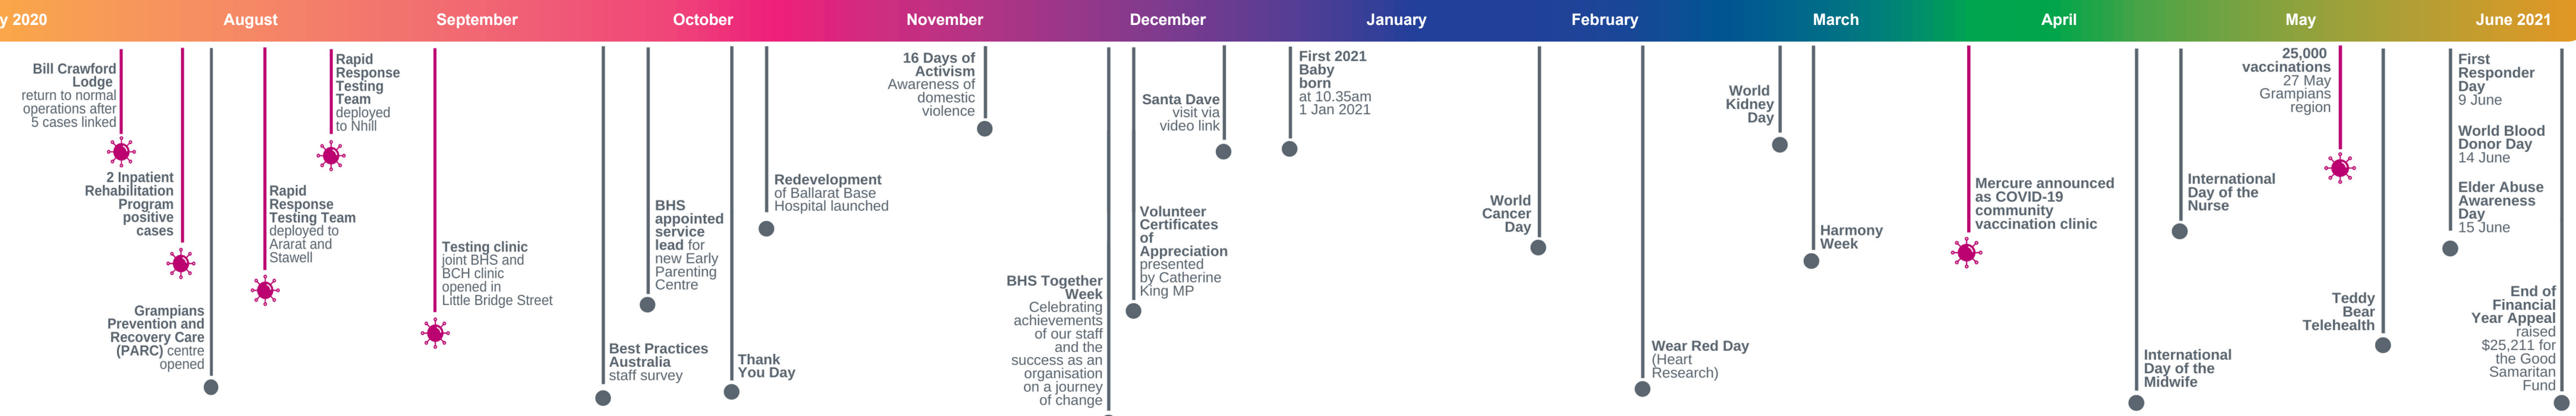 y 2020
August
September
October
November
December
January
February
March
April
May
June 2021
Bill Crawford
Lodge
return to normal
operations after
5 cases linked
2 Inpatient
Rehabilitation
Program
positive
cases
Grampians
Prevention and
Recovery Care
(PARC) centre
opened
Rapid
Response
Testing Team
deployed to
Ararat and
Stawell
Rapid
Response
Testing
Team
deployed
to Nhill
Testing clinic
joint BHS and
BCH clinic
opened in
Little Bridge Street
Best Practices
Australia
staff survey
BHS
appointed
service
lead for
new Early
Parenting
Centre
Thank
You Day
Redevelopment
of Ballarat Base
Hospital launched
16 Days of
Activism
Awareness of
domestic
violence
BHS Together
Week
Celebrating
achievements
of our staff
and the
success as an
organisation
on a journey
of change
Volunteer
Certificates
of
Appreciation
presented
by Catherine
King MP
Santa Dave
visit via
video link
First 2021
Baby
born
at 10.35am
1 Jan 2021
World
Cancer
Day
Wear Red Day
(Heart
Research)
World
Kidney
Day
Harmony
Week
Mercure announced
as COVID-19
community
vaccination clinic
International
Day of the
Midwife
International
Day of the
Nurse
25,000
vaccinations
27 May
Grampians
region
Teddy
Bear
Telehealth
First
Responder
Day
9 June
World Blood
Donor Day
14 June
Elder Abuse
Awareness
Day
15 June
End of
Financial
Year Appeal
raised
$25,211 for
the Good
Samaritan
Fund